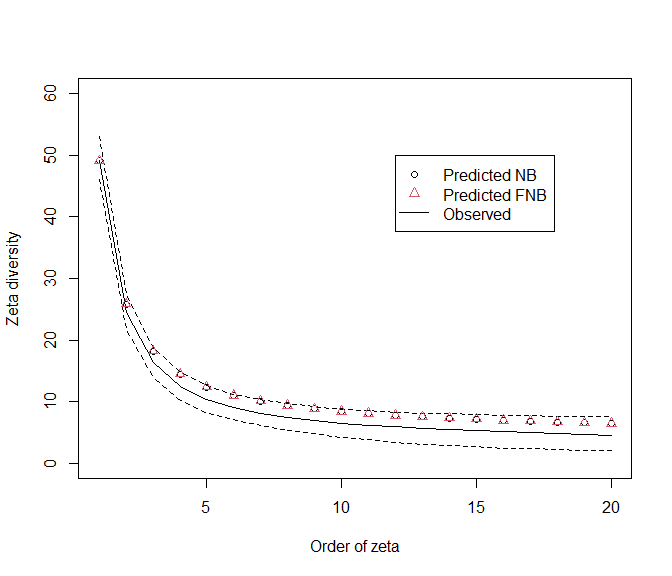 60
50
40
30
20
10
0
Zeta diversity
Predicted NB
Predicted FNB
Observed
5
10
15
20
Order of zeta